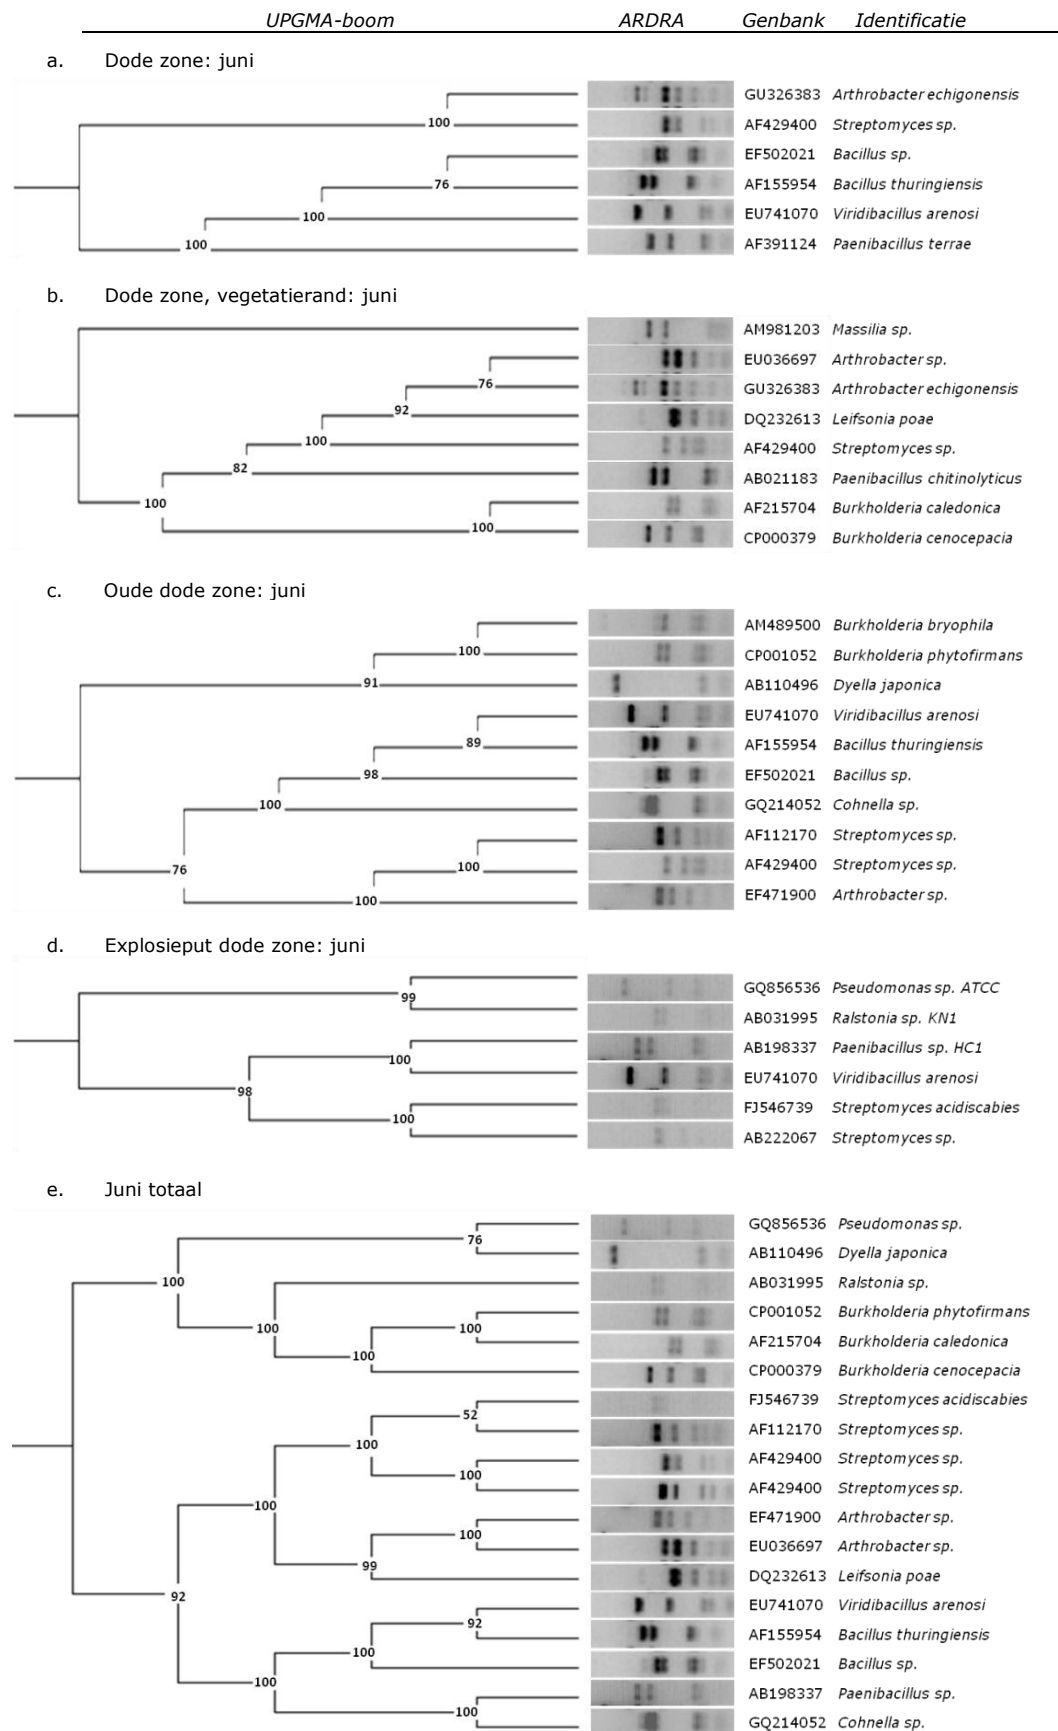 UPGMA-boom ARDRA Genbank Identificatie
a. Dode zone: juni
GU326383 Arthrobacter echigonensis
100 AF429400 Streptomyces sp.
EF502021 Bacillus sp.
76 AF155954 Bacillus thuringiensis
100 EU741070 Viridibacillus arenosi
100 AF391124 Paenibacillus terrae
b. Dode zone, vegetatierand: juni
AM981203 Massilia sp.
EU036697 Arthrobacter sp.
76 GU326383 Arthrobacter echigonensis
92 DQ232613 Leifsonia poae
100 AF429400 Streptomyces sp.
82 AB021183 Paenibacillus chitinolyticus
100 AF215704 Burkholderia caledonica
100 CP000379 Burkholderia cenocepacia
c. Oude dode zone: juni
AM489500 Burkholderia bryophila
100 CP001052 Burkholderia phytofirmans
91 AB110496 Dyella japonica
EU741070 Viridibacillus arenosi
89 AF155954 Bacillus thuringiensis
98 EF502021 Bacillus sp.
100 GQ214052 Cohnella sp.
AF112170 Streptomyces sp.
76 100 AF429400 Streptomyces sp.
100 EF471900 Arthrobacter sp.
d. Explosieput dode zone: juni
99 GQ856536 Pseudomonas sp. ATCC
AB031995 Ralstonia sp. KN1
100 AB198337 Paenibacillus sp. HC1
98 EU741070 Viridibacillus arenosi
100 FJ546739 Streptomyces acidiscabies
AB222067 Streptomyces sp.
e. Juni totaal
GQ856536 Pseudomonas sp.
76
AB110496 Dyella japonica
100 AB031995 Ralstonia sp.
CP001052 Burkholderia phytofirmans
100 100
AF215704 Burkholderia caledonica
100
CP000379 Burkholderia cenocepacia
FJ546739 Streptomyces acidiscabies
52
AF112170 Streptomyces sp.
100
AF429400 Streptomyces sp.
100
AF429400 Streptomyces sp.
100
EF471900 Arthrobacter sp.
100
EU036697 Arthrobacter sp.
99
DQ232613 Leifsonia poae
92
EU741070 Viridibacillus arenosi
92
AF155954 Bacillus thuringiensis
100
EF502021 Bacillus sp.
100
AB198337 Paenibacillus sp.
100
GQ214052 Cohnella sp.